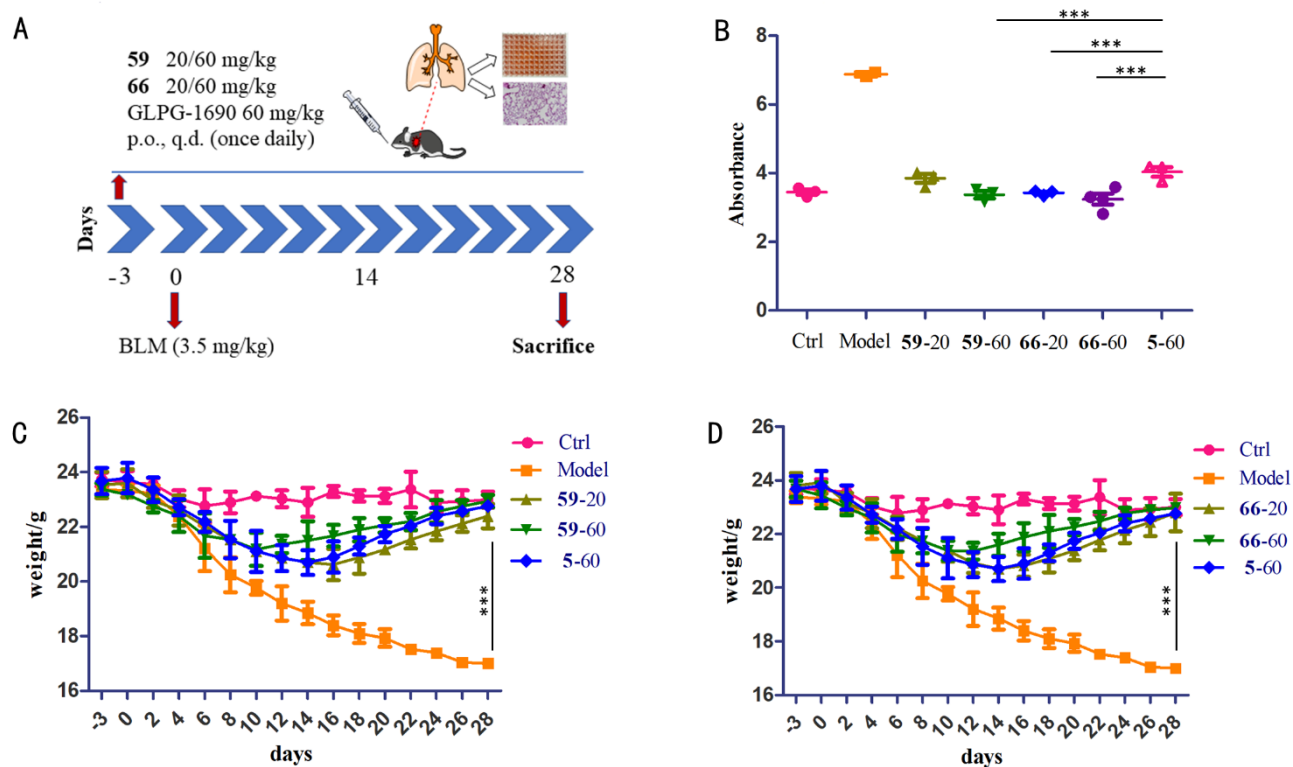 A
59 20/60 mg/kg
66 20/60 mg/kg
GLPG-1690 60 mg/kg
p.o., q.d. (once daily)
Days
-3 0 14 28
BLM (3.5 mg/kg)
Sacrifice
B
***
***
***
Absorbance
8
6
4
2
0
Ctrl Model 59-20 59-60 66-20 66-60 5-60
C
weight/g
26
24
22
20
18
16
-3 0 2 4 6 8 10 12 14 16 18 20 22 24 26 28
days
Ctrl
Model
59-20
59-60
5-60
***
D
weight/g
26
24
22
20
18
16
-3 0 2 4 6 8 10 12 14 16 18 20 22 24 26 28
days
Ctrl
Model
66-20
66-60
5-60
***